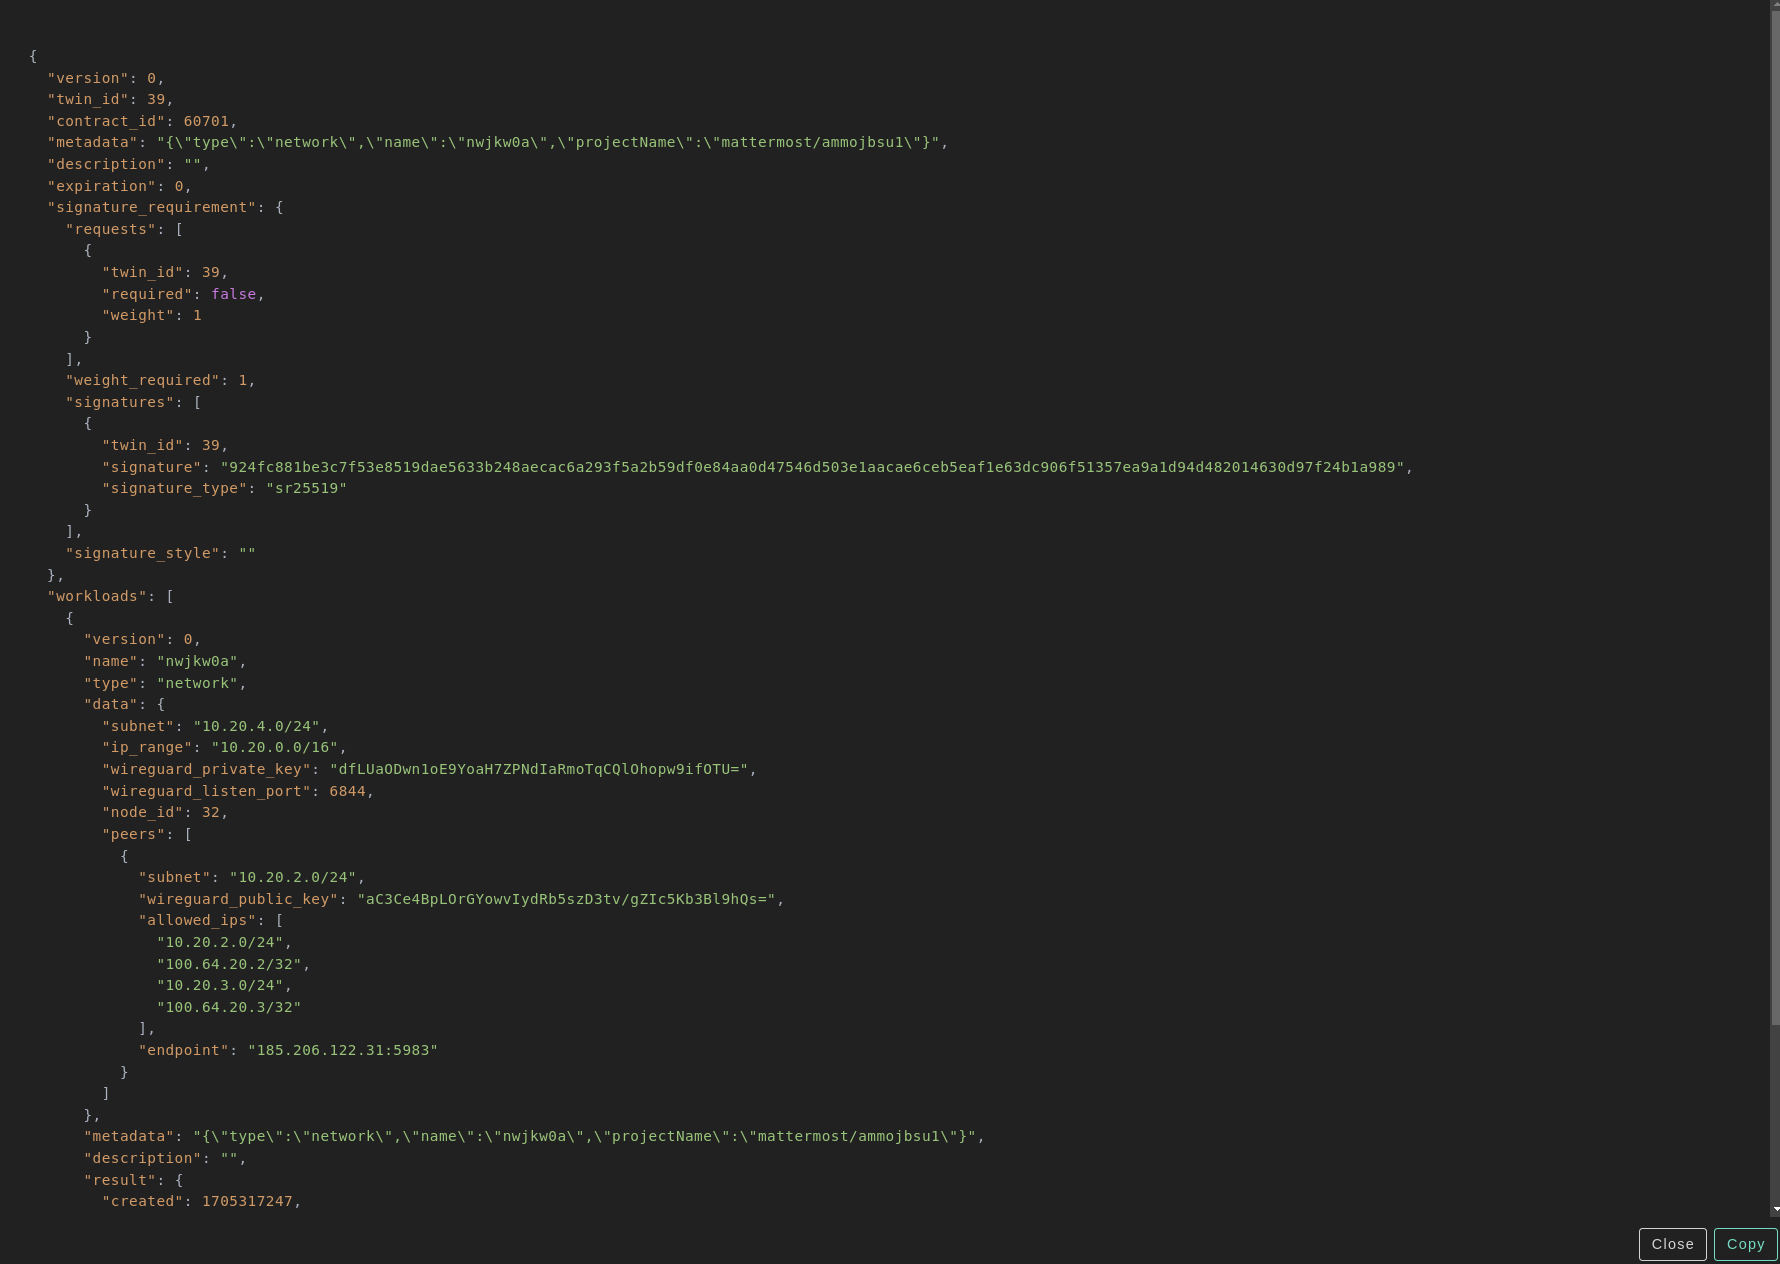 {
  "version": 0,
  "twin_id": 39,
  "contract_id": 60701,
  "metadata": "{\"type\":\"network\",\"name\":\"nwjkw0a\",\"projectName\":\"mattermost/ammojbsu1\"}",
  "description": "",
  "expiration": 0,
  "signature_requirement": {
    "requests": [
      {
        "twin_id": 39,
        "required": false,
        "weight": 1
      }
    ],
    "weight_required": 1,
    "signatures": [
      {
        "twin_id": 39,
        "signature": "924fc881be3c7f53e8519dae5633b248aecac6a293f5a2b59df0e84aa0d47546d503e1aacae6ceb5eaf1e63dc906f51357ea9a1d94d482014630d97f24b1a989",
        "signature_type": "sr25519"
      }
    ],
    "signature_style": ""
  },
  "workloads": [
    {
      "version": 0,
      "name": "nwjkw0a",
      "type": "network",
      "data": {
        "subnet": "10.20.4.0/24",
        "ip_range": "10.20.0.0/16",
        "wireguard_private_key": "dfLUaODwn1oE9YoaH7ZPNdIaRmoTqCQlOhopw9ifOTU=",
        "wireguard_listen_port": 6844,
        "node_id": 32,
        "peers": [
          {
            "subnet": "10.20.2.0/24",
            "wireguard_public_key": "aC3Ce4BpLOrGYowvIydRb5szD3tv/gZIc5Kb3Bl9hQs=",
            "allowed_ips": [
              "10.20.2.0/24",
              "100.64.20.2/32",
              "10.20.3.0/24",
              "100.64.20.3/32"
            ],
            "endpoint": "185.206.122.31:5983"
          }
        ]
      },
      "metadata": "{\"type\":\"network\",\"name\":\"nwjkw0a\",\"projectName\":\"mattermost/ammojbsu1\"}",
      "description": "",
      "result": {
        "created": 1705317247,
Close Copy